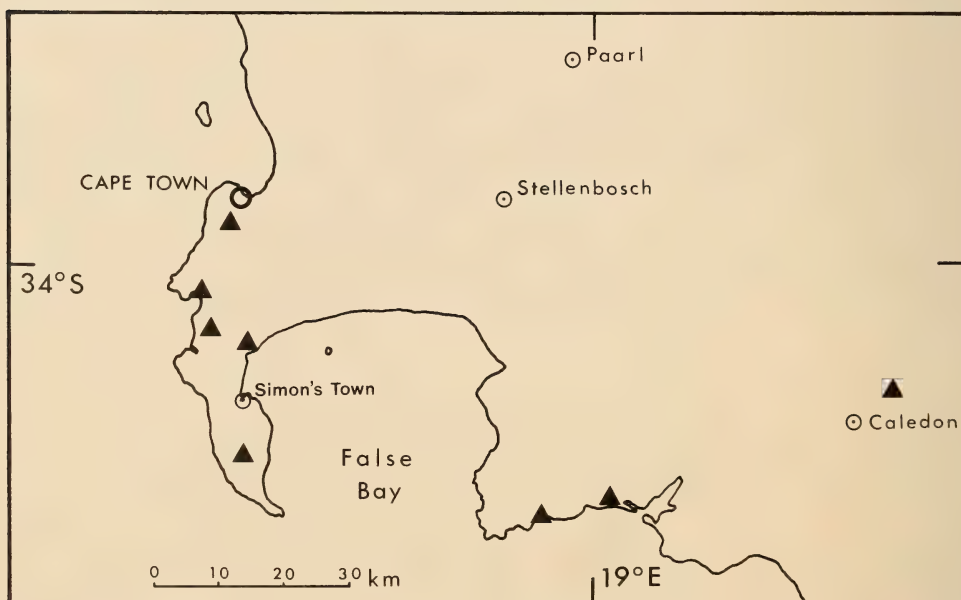 Paarl
CAPE TOWN
Stellenbosch
34°S
Simon's Town
Caledon
False
Bay
0 10 20 30 km
19°E